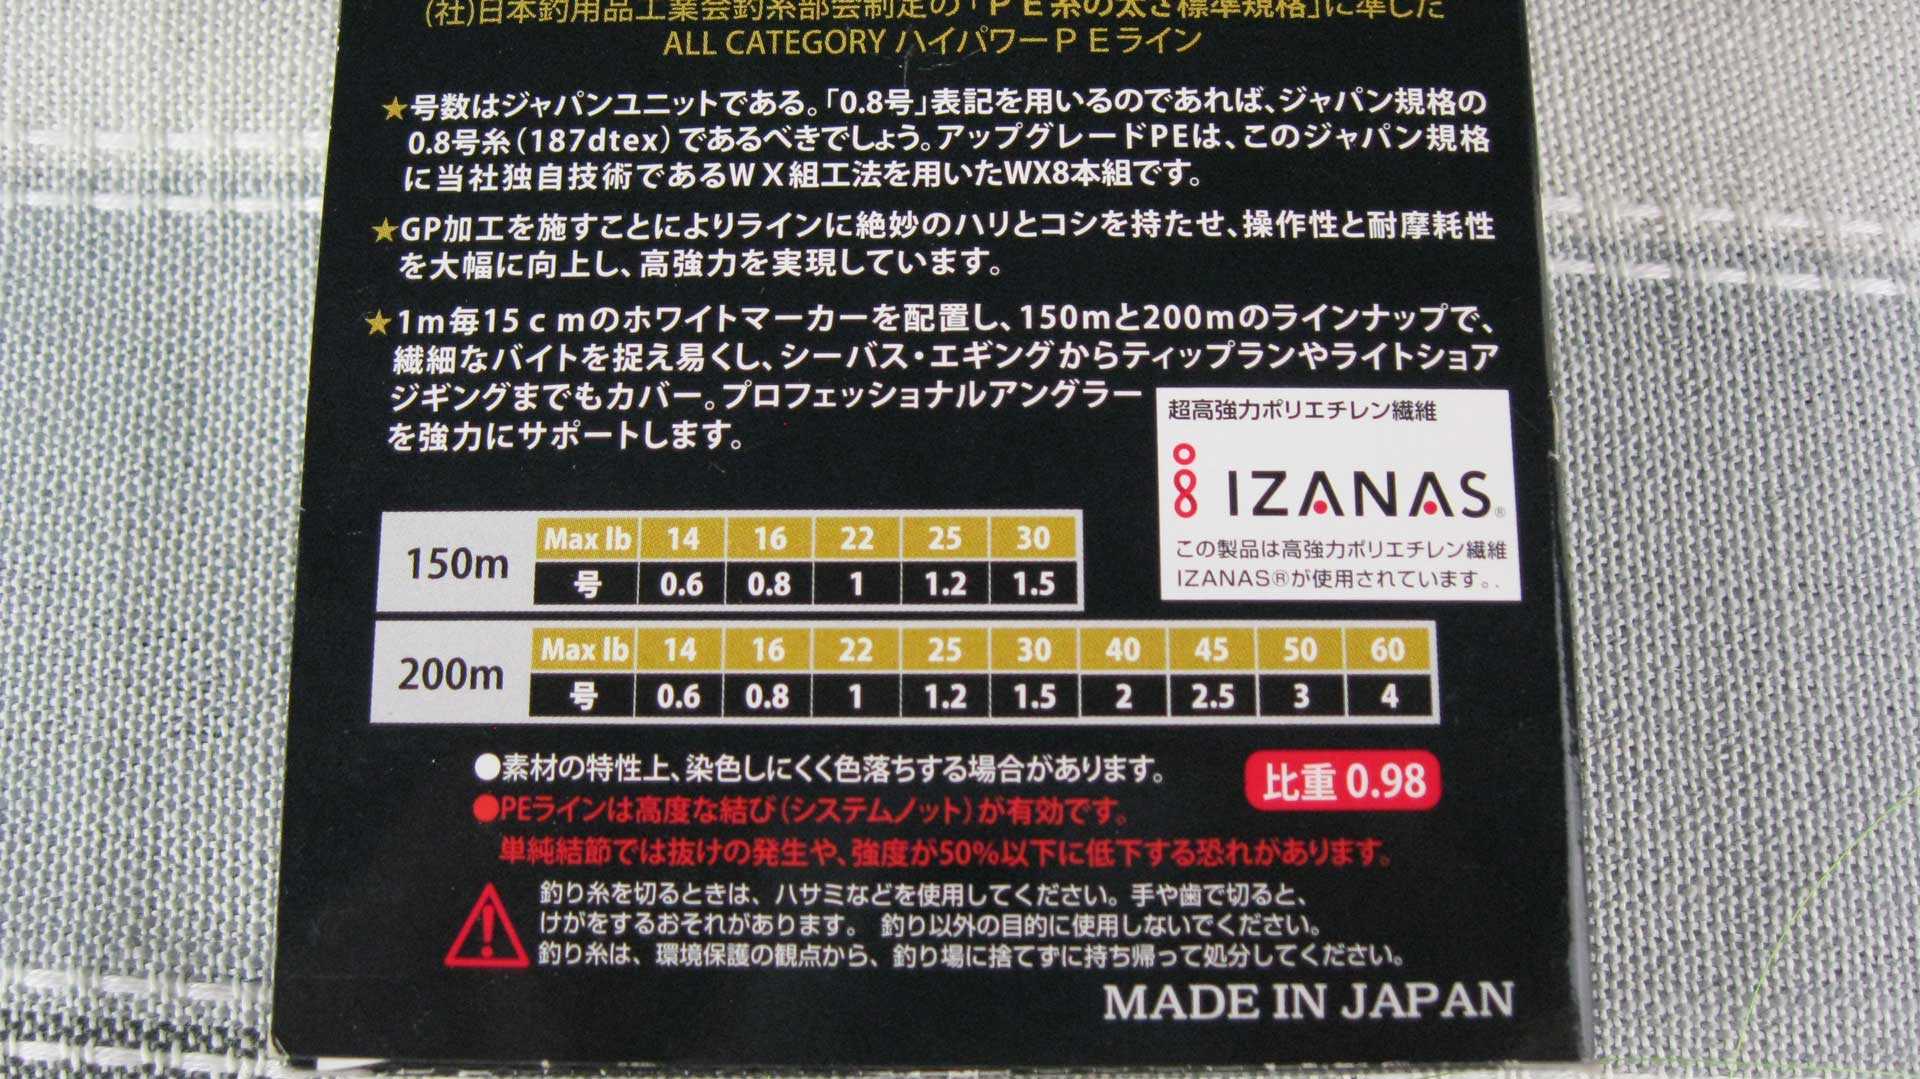 (社)日本釣用品工業会釣糸部会制定の「ＰＥ糸の太さ標準規格」に準じた
ALL CATEGORY ハイパワーＰＥライン
★号数はジャパンユニットである。「0.8号」表記を用いるのであれば、ジャパン規格の
0.8号糸(187dtex)であるべきでしょう。アップグレードPEは、このジャパン規格
に当社独自技術であるＷＸ組工法を用いたWX8本組です。
★GP加工を施すことによりラインに絶妙のハリとコシを持たせ、操作性と耐摩耗性
を大幅に向上し、高強力を実現しています。
★1m毎15ｃｍのホワイトマーカーを配置し、150mと200mのラインナップで、
繊細なバイトを捉え易くし、シーバス・エギングからティップランやライトショア
ジギングまでもカバー。プロフェッショナルアングラー
を強力にサポートします。
超高強力ポリエチレン繊維
IZANAS®
この製品は高強力ポリエチレン繊維
IZANAS®が使用されています。.
150m Max lb 14 16 22 25 30
号 0.6 0.8 1 1.2 1.5
200m Max lb 14 16 22 25 30 40 45 50 60
号 0.6 0.8 1 1.2 1.5 2 2.5 3 4
●素材の特性上、染色しにくく色落ちする場合があります。
比重 0.98
●PEラインは高度な結び(システムノット)が有効です。
単純結節では抜けの発生や、強度が50%以下に低下する恐れがあります。
釣り糸を切るときは、ハサミなどを使用してください。手や歯で切ると、
けがをするおそれがあります。 釣り以外の目的に使用しないでください。
釣り糸は、環境保護の観点から、釣り場に捨てずに持ち帰って処分してください。
MADE IN JAPAN